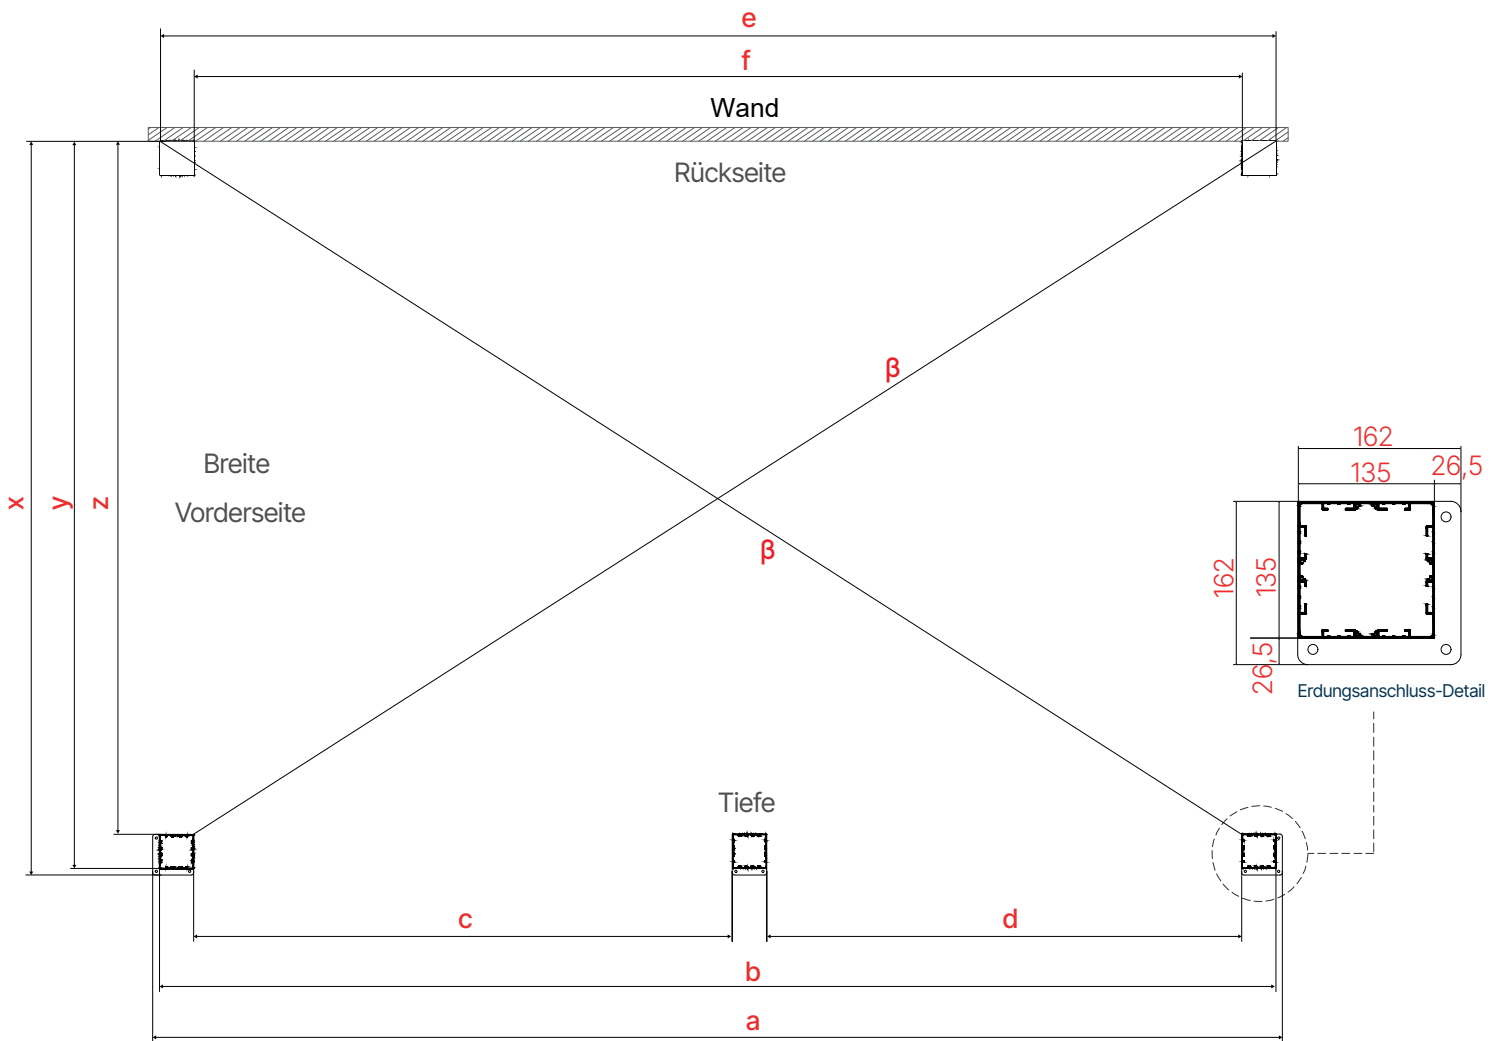 e
f
Wand
Rückseite
β
Breite
Vorderseite
x
y
z
β
162
135
26,5
162
135
26,5
Erdungsanschluss-Detail
Tiefe
c
d
b
a